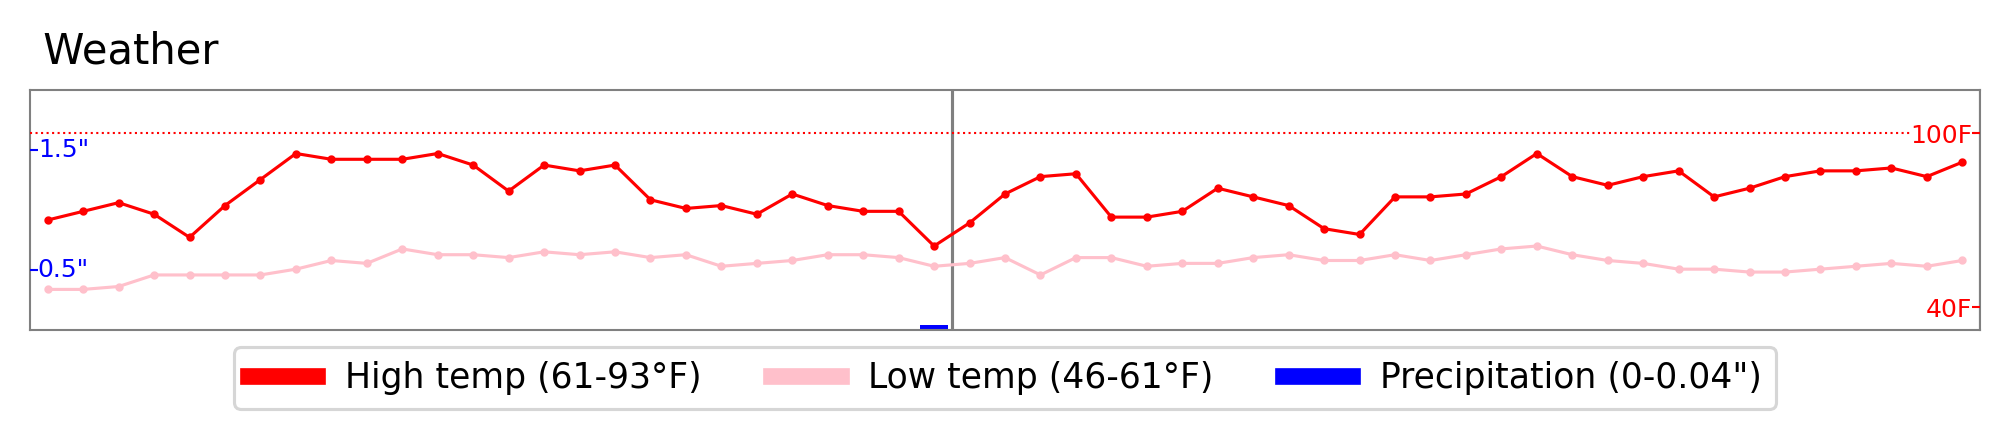 Weather
1.5"
100F
0.5"
40F
High temp (61-93°F) Low temp (46-61°F) Precipitation (0-0.04")